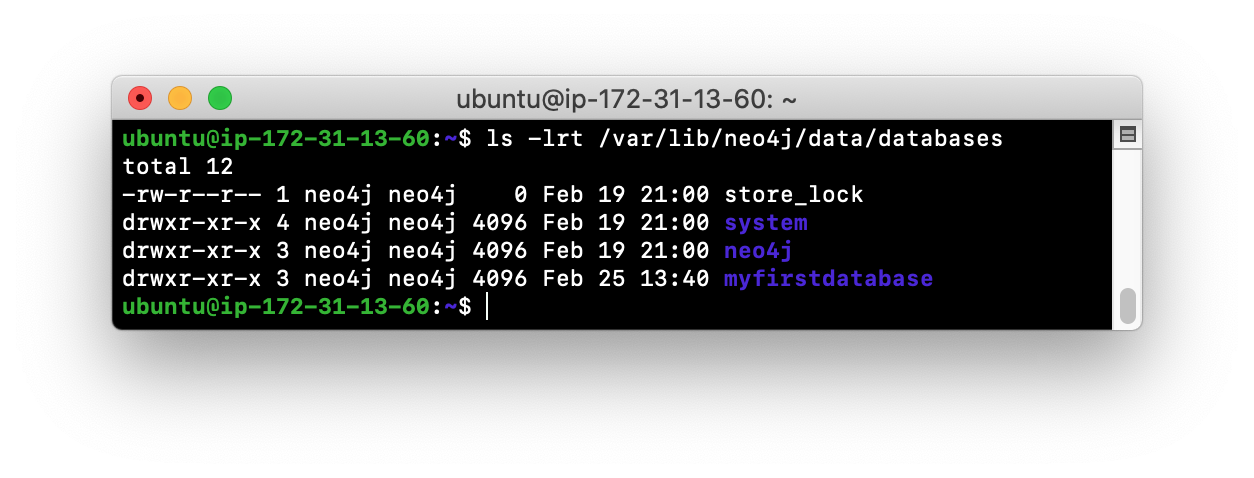 ubuntu@ip-172-31-13-60: ~
ubuntu@ip-172-31-13-60:~$ ls -lrt /var/lib/neo4j/data/databases
total 12
-rw-r--r-- 1 neo4j neo4j    0 Feb 19 21:00 store_lock
drwxr-xr-x 4 neo4j neo4j 4096 Feb 19 21:00 system
drwxr-xr-x 3 neo4j neo4j 4096 Feb 19 21:00 neo4j
drwxr-xr-x 3 neo4j neo4j 4096 Feb 25 13:40 myfirstdatabase
ubuntu@ip-172-31-13-60:~$